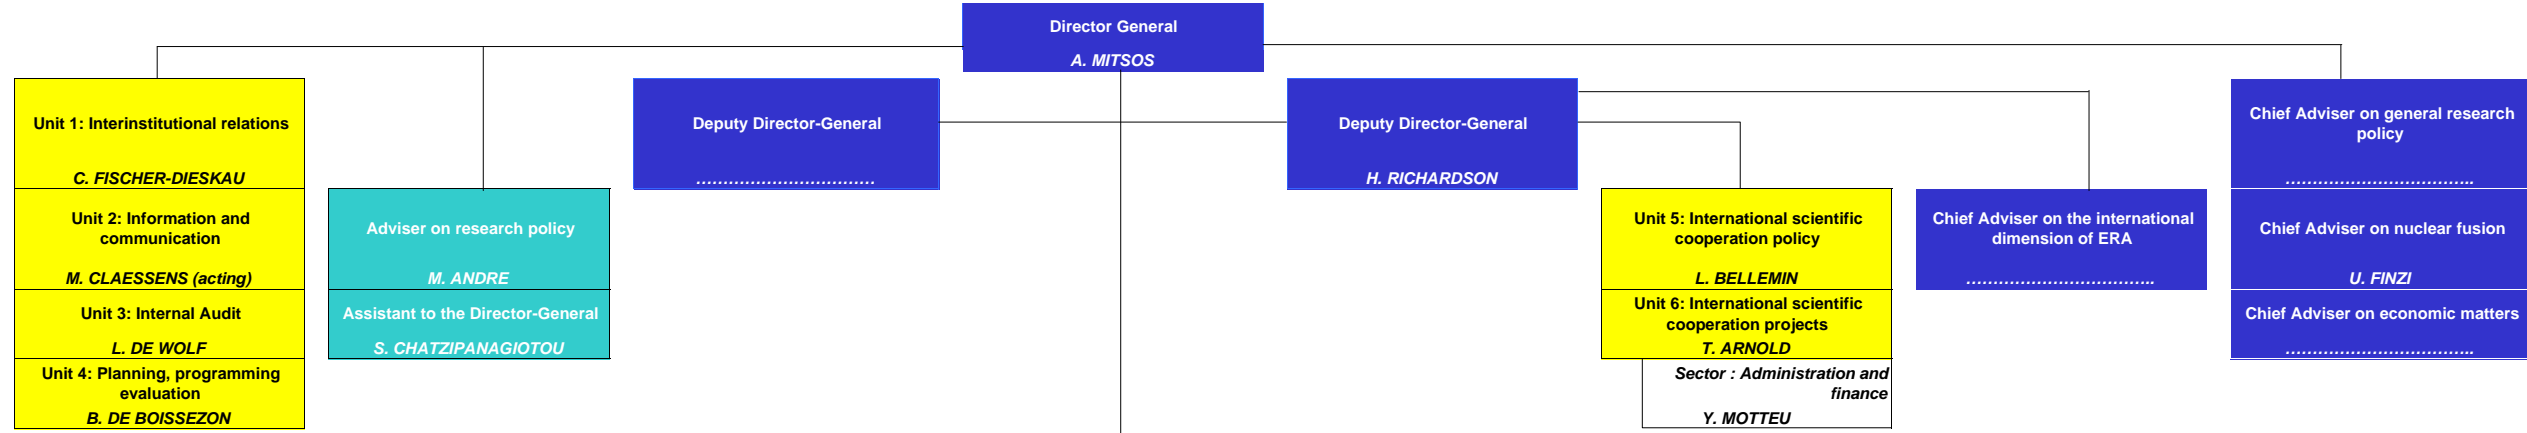 Director General
A. MITSOS
Unit 1: Interinstitutional relations
C. FISCHER-DIESKAU
Unit 2: Information and
communication
M. CLAESSENS (acting)
Unit 3: Internal Audit
L. DE WOLF
Unit 4: Planning, programming
evaluation
B. DE BOISSEZON
Adviser on research policy
M. ANDRE
Assistant to the Director-General
S. CHATZIPANAGIOTOU
Deputy Director-General
……………………………
Deputy Director-General
H. RICHARDSON
Unit 5: International scientific
cooperation policy
L. BELLEMIN
Unit 6: International scientific
cooperation projects
T. ARNOLD
Sector : Administration and
finance
Y. MOTTEU
Chief Adviser on the international
dimension of ERA
……………………………..
Chief Adviser on general research
policy
……………………………..
Chief Adviser on nuclear fusion
U. FINZI
Chief Adviser on economic matters
……………………………..